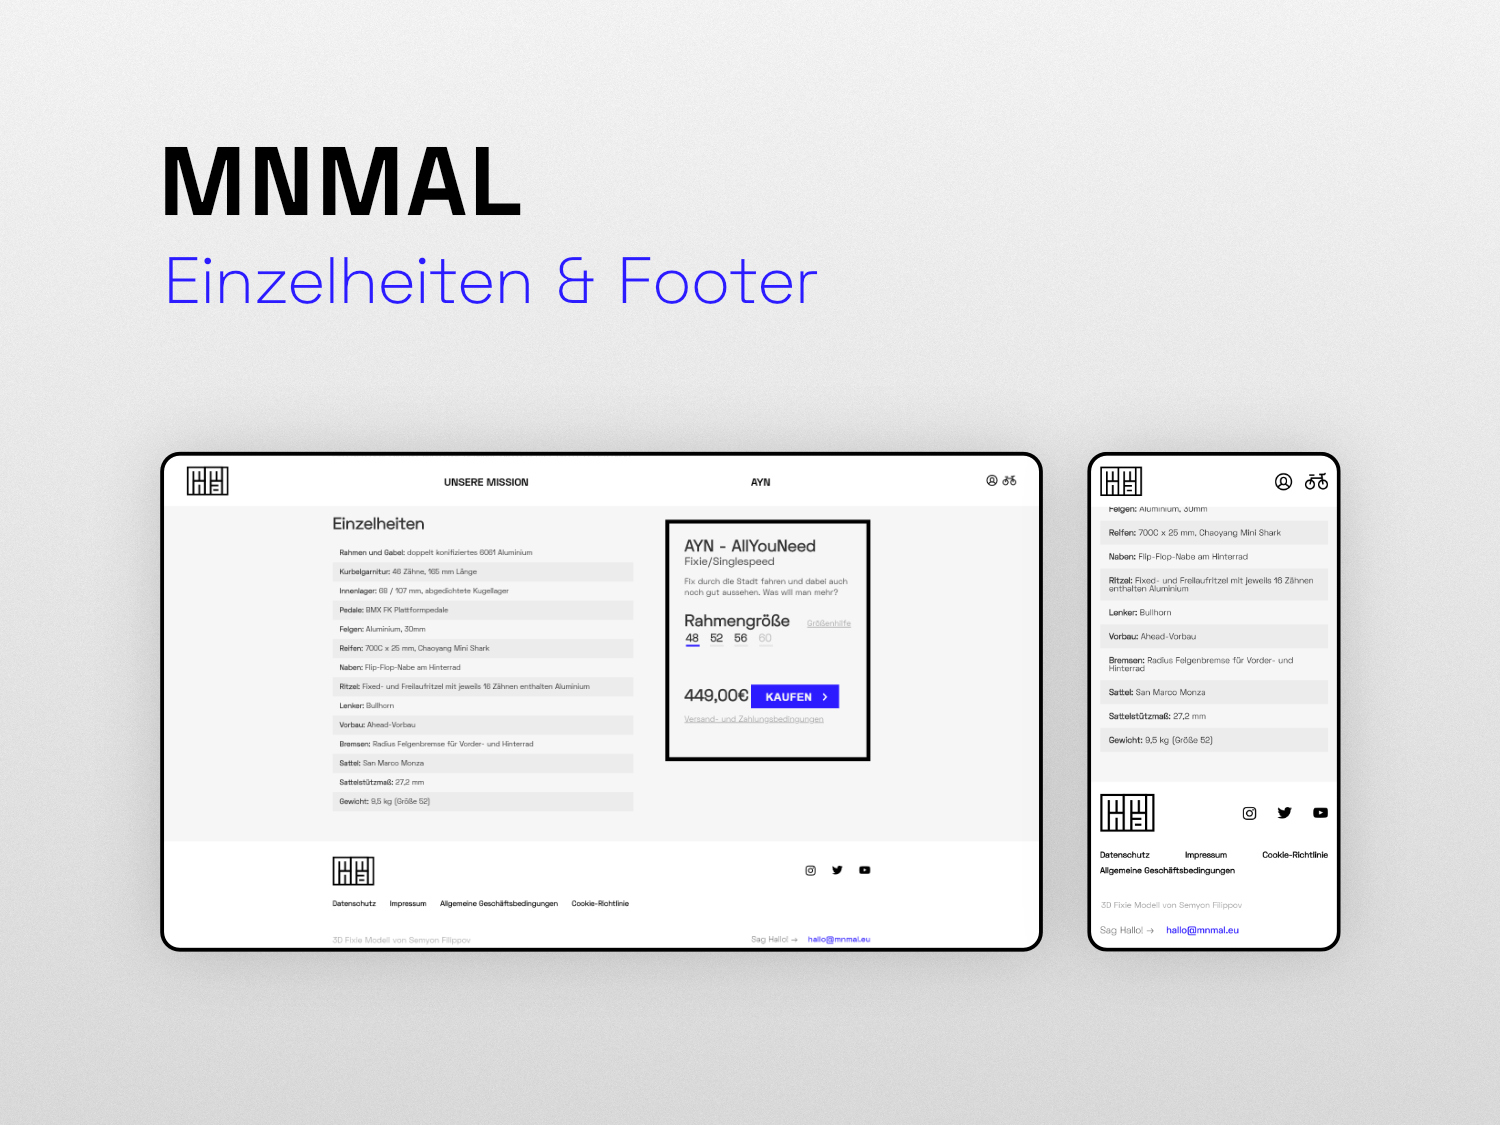 MNMAL
Einzelheiten & Footer
UNSERE MISSION
AYN
Einzelheiten
Rahmen und Gabel: doppelt konifiziertes 6061 Aluminium
Kurbelgarnitur: 46 Zähne, 165 mm Länge
Innenlager: 68 / 107 mm, abgedichtete Kugellager
Pedale: BMX FK Plattformpedale
Felgen: Aluminium, 30mm
Reifen: 700C x 25 mm, Chaoyang Mini Shark
Naben: Flip-Flop-Nabe am Hinterrad
Ritzel: Fixed- und Freilaufritzel mit jeweils 16 Zähnen enthalten Aluminium
Lenker: Bullhorn
Vorbau: Ahead-Vorbau
Bremsen: Radius Felgenbremse für Vorder- und Hinterrad
Sattel: San Marco Monza
Sattelstützmaß: 27,2 mm
Gewicht: 9,5 kg (Größe 52)
AYN - AllYouNeed
Fixie/Singlespeed
Fix durch die Stadt fahren und dabei auch
noch gut aussehen. Was will man mehr?
Rahmengröße Größenhilfe
48 52 56 60
449,00€ KAUFEN
Versand- und Zahlungsbedingungen
Datenschutz Impressum Allgemeine Geschäftsbedingungen Cookie-Richtlinie
3D Fixie Modell von Semyon Filippov
Sag Hallo! → hallo@mnmal.eu
Felgen: Aluminium, 30mm
Reifen: 700C x 25 mm, Chaoyang Mini Shark
Naben: Flip-Flop-Nabe am Hinterrad
Ritzel: Fixed- und Freilaufritzel mit jeweils 16 Zähnen
enthalten Aluminium
Lenker: Bullhorn
Vorbau: Ahead-Vorbau
Bremsen: Radius Felgenbremse für Vorder- und
Hinterrad
Sattel: San Marco Monza
Sattelstützmaß: 27,2 mm
Gewicht: 9,5 kg (Größe 52)
Datenschutz Impressum Cookie-Richtlinie
Allgemeine Geschäftsbedingungen
3D Fixie Modell von Semyon Filippov
Sag Hallo! → hallo@mnmal.eu